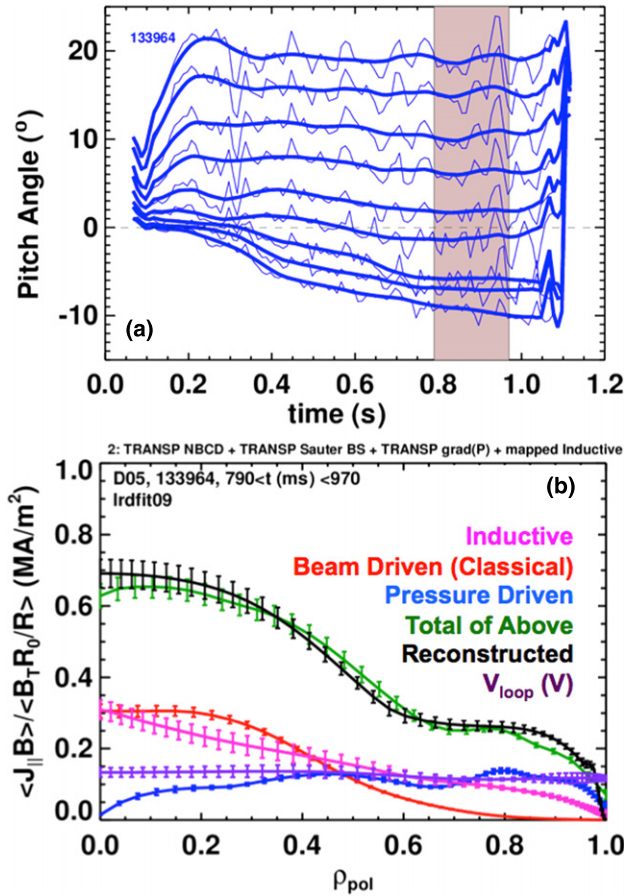 133964
20
10
0
-10
Pitch Angle (°)
(a)
0.0 0.2 0.4 0.6 0.8 1.0 1.2
time (s)
2: TRANSP NBCD + TRANSP Sauter BS + TRANSP grad(P) + mapped Inductive
1.0
0.8
0.6
0.4
0.2
0.0
<J||B>/<BTR0/R> (MA/m2)
D05, 133964, 790<t (ms) <970
lrdfit09
(b)
Inductive
Beam Driven (Classical)
Pressure Driven
Total of Above
Reconstructed
Vloop (V)
0.0 0.2 0.4 0.6 0.8 1.0
ρpol